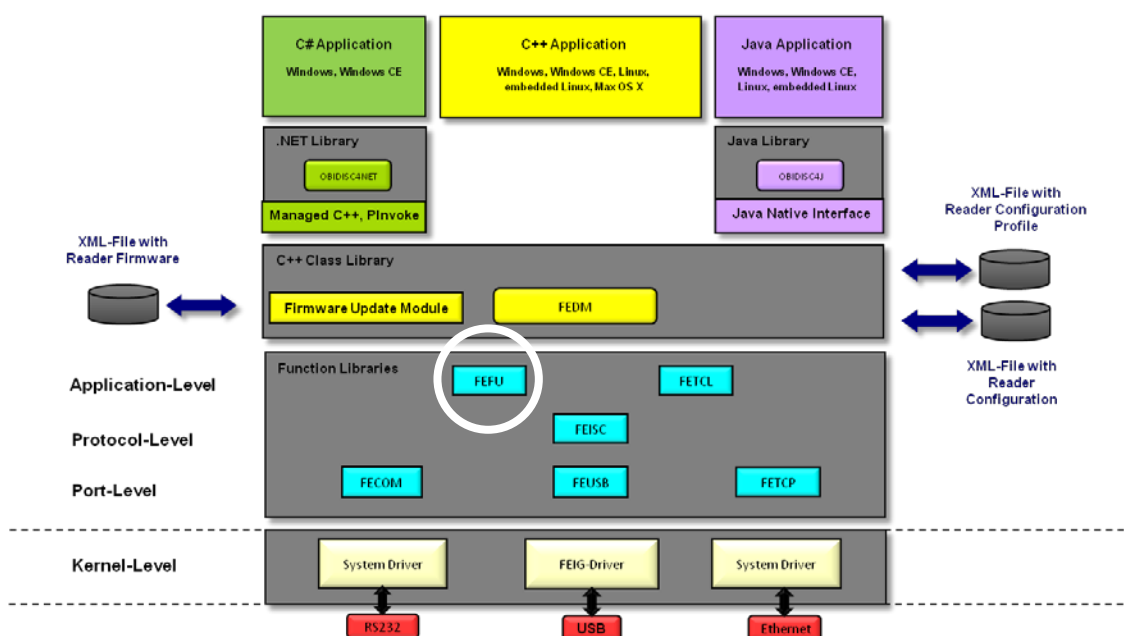 C# Application
Windows, Windows CE
C++ Application
Windows, Windows CE, Linux,
embedded Linux, Max OS X
Java Application
Windows, Windows CE,
Linux, embedded Linux
.NET Library
OBIDISC4NET
Managed C++, PInvoke
Java Library
OBIDISC4J
Java Native Interface
XML-File with
Reader Firmware
C++ Class Library
Firmware Update Module
FEDM
XML-File with
Reader Configuration
Profile
XML-File with
Reader
Configuration
Function Libraries
Application-Level
FEFU
FETCL
Protocol-Level
FEISC
Port-Level
FECOM
FEUSB
FETCP
Kernel-Level
System Driver
FEIG-Driver
System Driver
RS232
USB
Ethernet